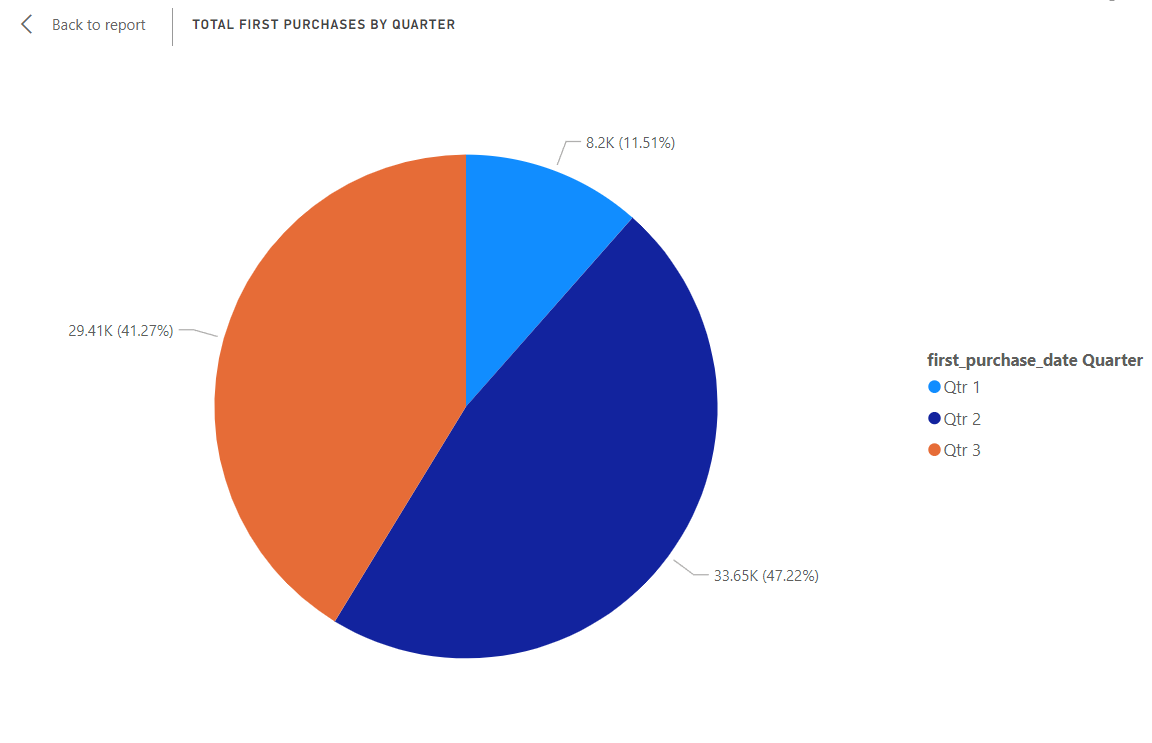 Back to report
TOTAL FIRST PURCHASES BY QUARTER
8.2K (11.51%)
29.41K (41.27%)
33.65K (47.22%)
first_purchase_date Quarter
Qtr 1
Qtr 2
Qtr 3